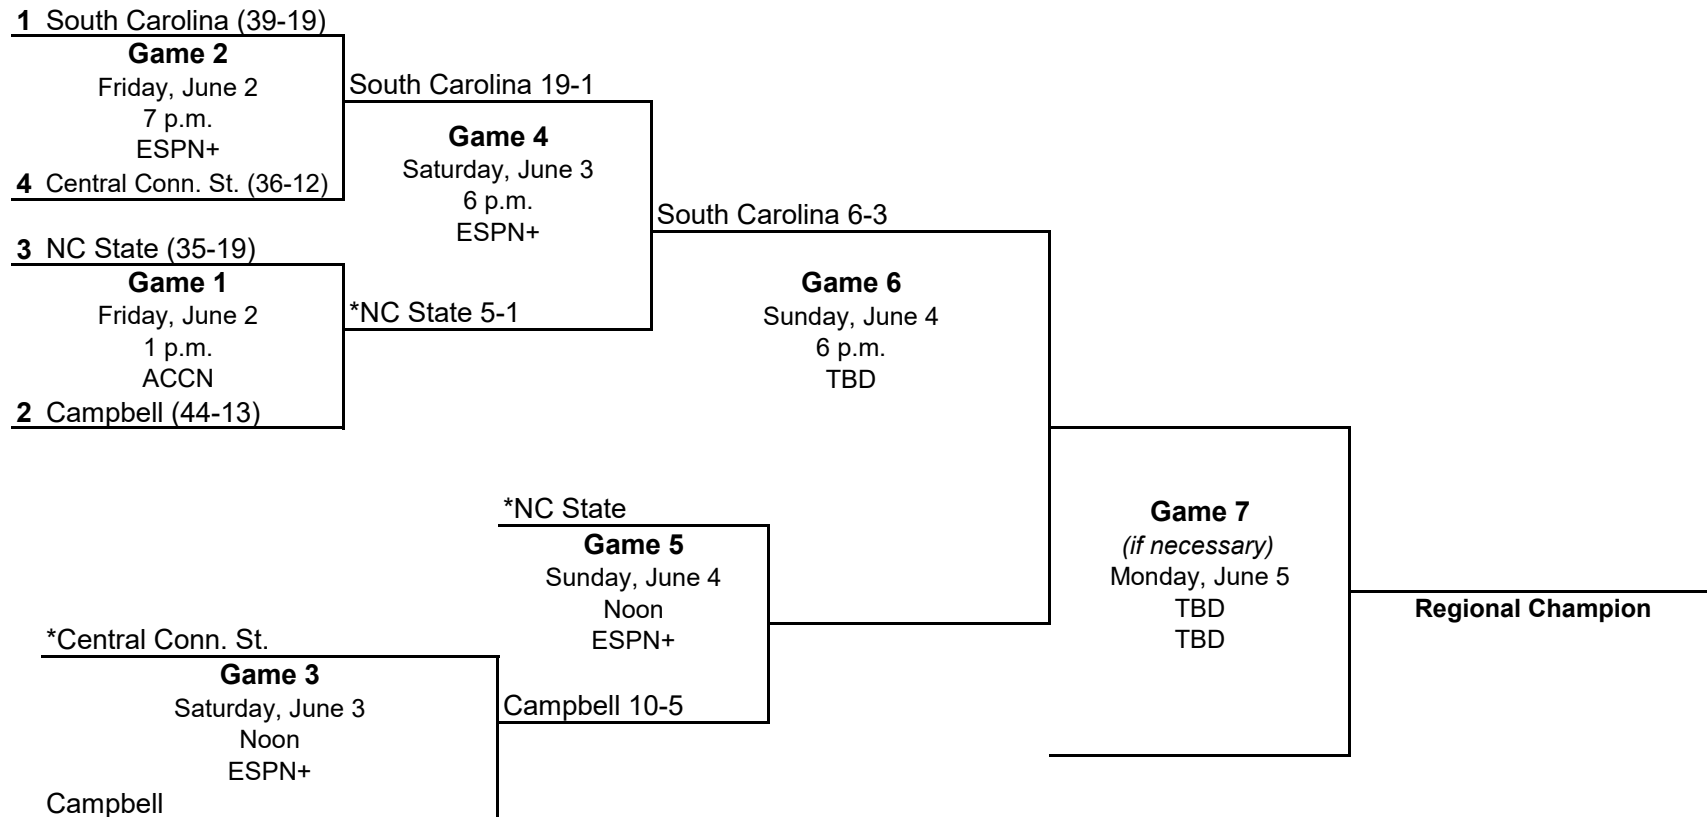 1 South Carolina (39-19)
Game 2
Friday, June 2
7 p.m.
ESPN+
4 Central Conn. St. (36-12)
South Carolina 19-1
Game 4
Saturday, June 3
6 p.m.
ESPN+
3 NC State (35-19)
Game 1
Friday, June 2
1 p.m.
ACCN
2 Campbell (44-13)
*NC State 5-1
South Carolina 6-3
Game 6
Sunday, June 4
6 p.m.
TBD
*NC State
Game 5
Sunday, June 4
Noon
ESPN+
*Central Conn. St.
Game 3
Saturday, June 3
Noon
ESPN+
Campbell
Campbell 10-5
Game 7
(if necessary)
Monday, June 5
TBD
TBD
Regional Champion